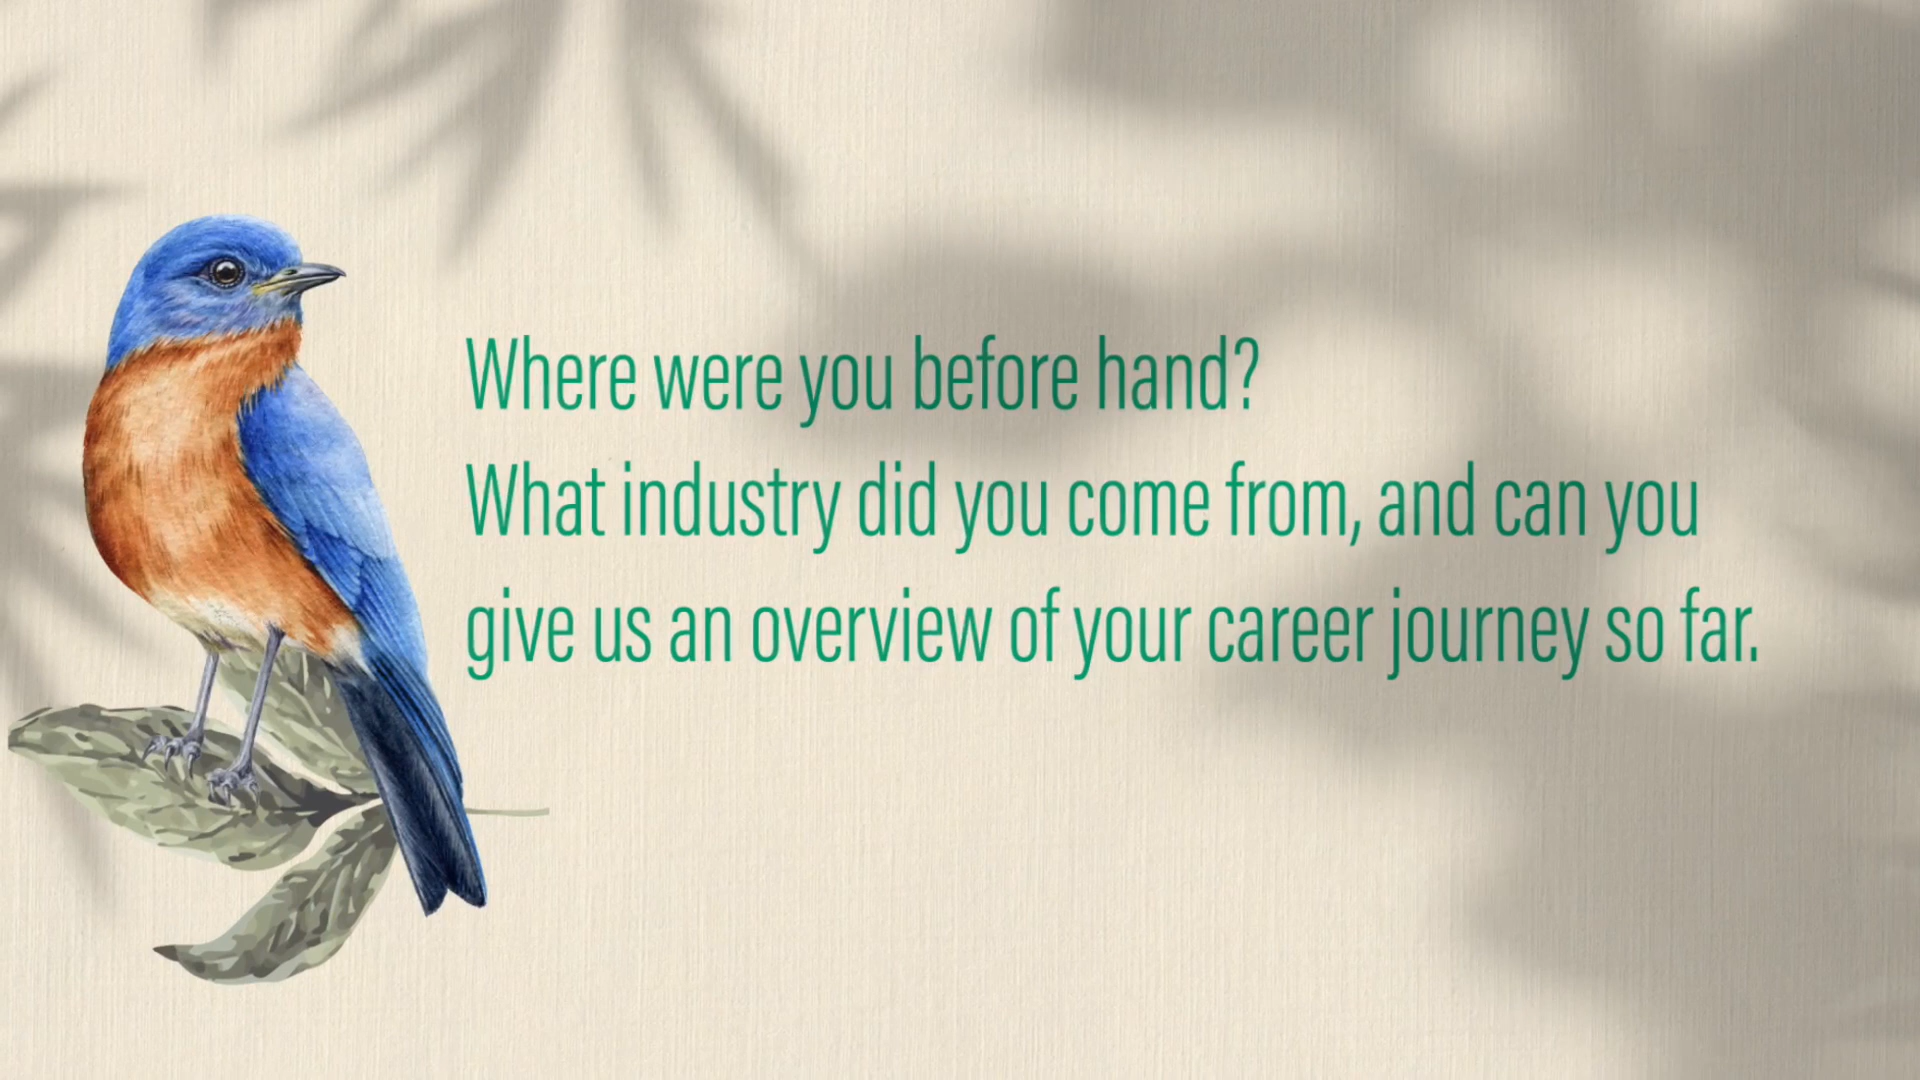 Where were you before hand?
What industry did you come from, and can you
give us an overview of your career journey so far.